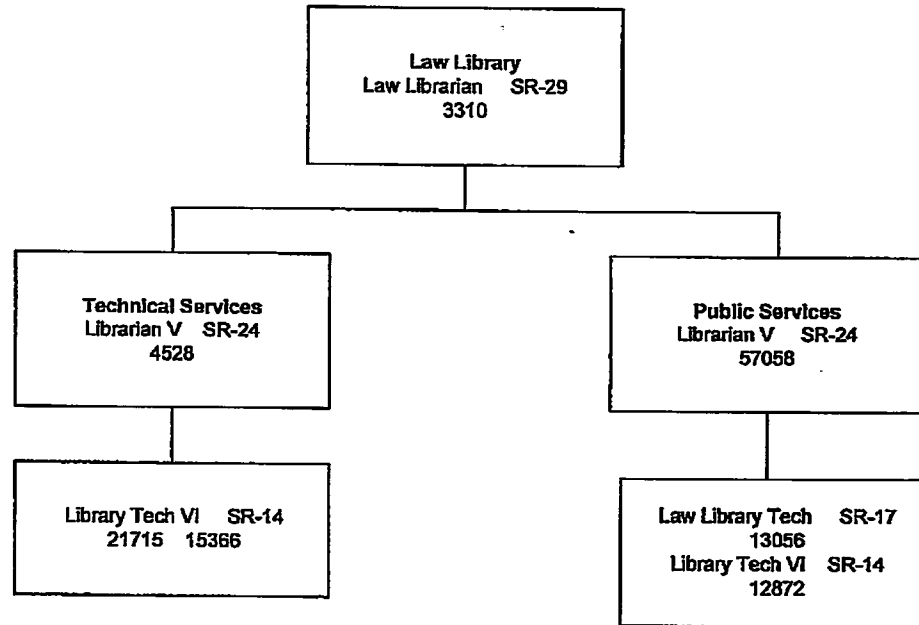 Law Library
Law Librarian SR-29
3310
Technical Services
Librarian V SR-24
4528
Public Services
Librarian V SR-24
57058
Library Tech VI SR-14
21715 15366
Law Library Tech SR-17
13056
Library Tech VI SR-14
12872